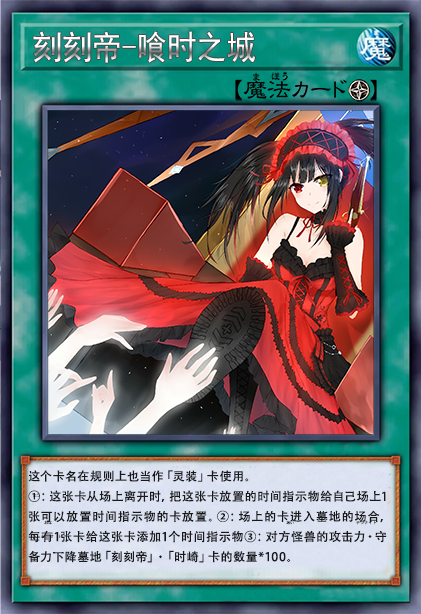 刻刻帝-喰时之城
魔
【魔法カード】
まほう
这个卡名在规则上也当作「灵装」卡使用。
①：这张卡从场上离开时，把这张卡放置的时间指示物给自己场上1
张可以放置时间指示物的卡放置。②：场上的卡进入墓地的场合，
每有1张卡给这张卡添加1个时间指示物③：对方怪兽的攻击力·守
备力下降墓地「刻刻帝」·「时崎」卡的数量*100。